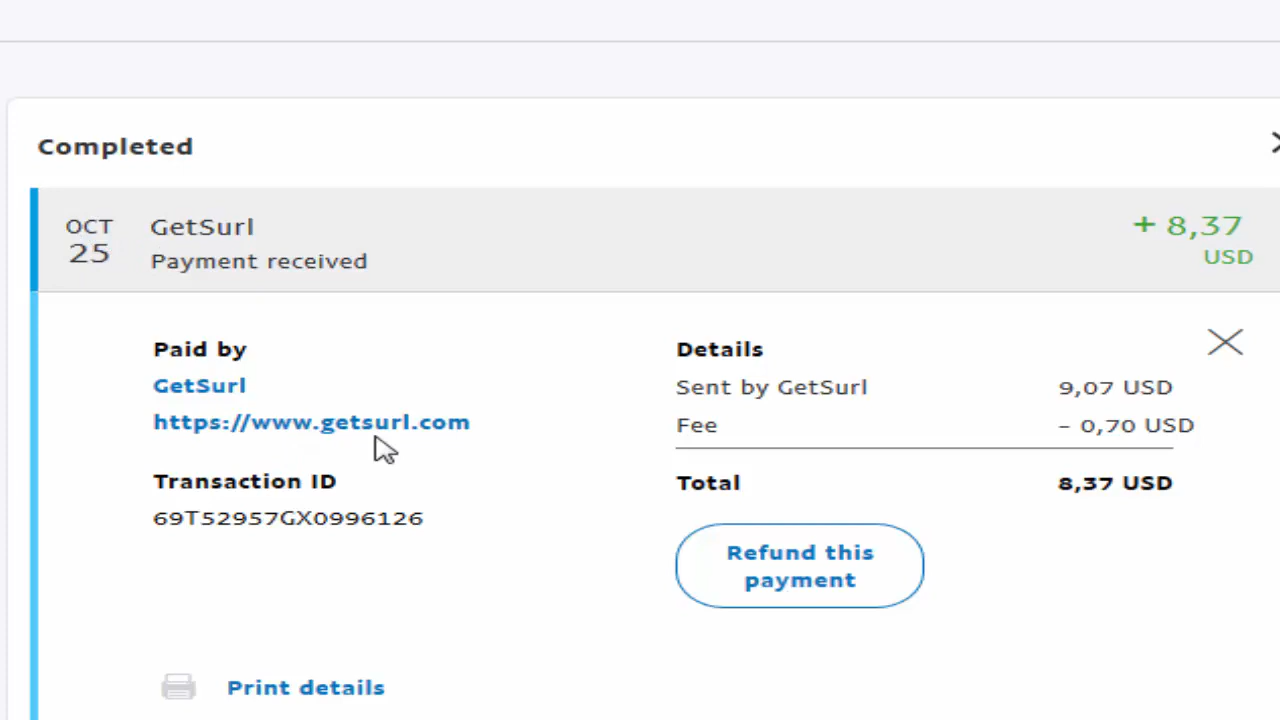 Completed
OCT
25
GetSurl
Payment received
+ 8,37
USD
Paid by
GetSurl
https://www.getsurl.com
Transaction ID
69T52957GX0996126
Details
Sent by GetSurl 9,07 USD
Fee – 0,70 USD
Total 8,37 USD
Refund this
payment
Print details